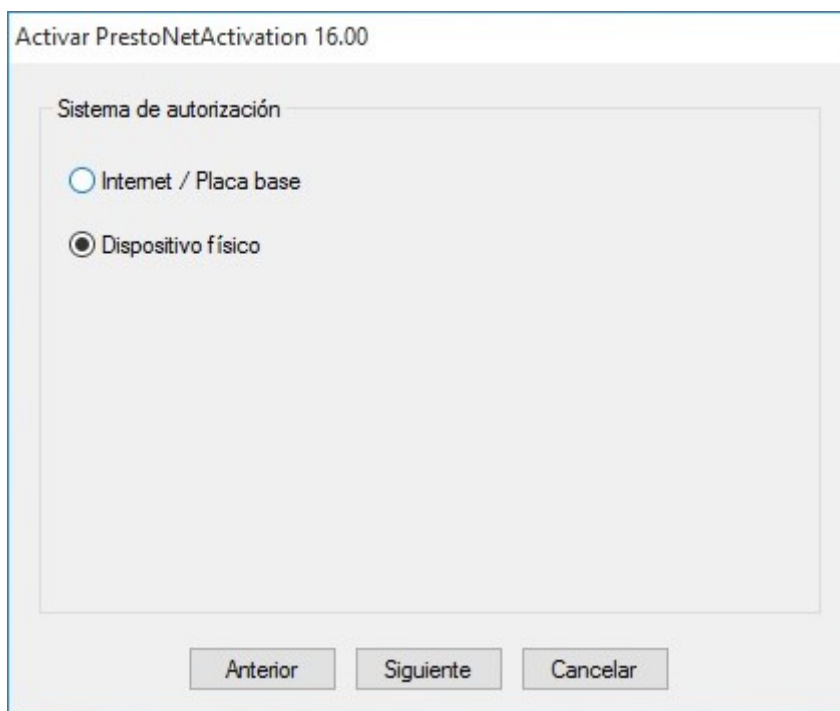 Activar PrestoNetActivation 16.00
Sistema de autorización
Internet / Placa base
Dispositivo físico
Anterior Siguiente Cancelar